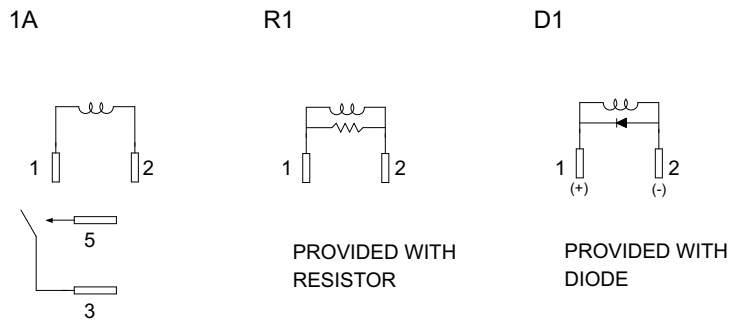 1A
R1
D1
1
2
1
2
1
2
(+)
(-)
5
3
PROVIDED WITH
RESISTOR
PROVIDED WITH
DIODE